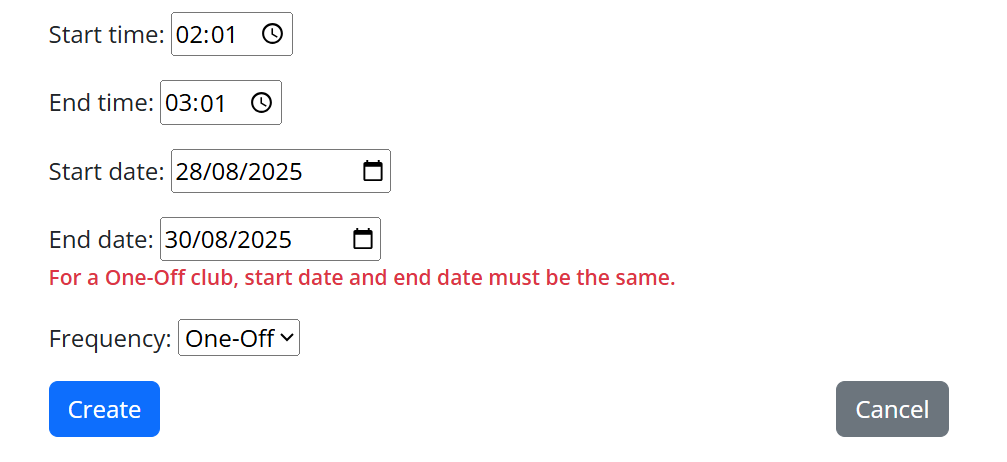 Start time: 02:01
End time: 03:01
Start date: 28/08/2025
End date: 30/08/2025
For a One-Off club, start date and end date must be the same.
Frequency: One-Off
Create Cancel